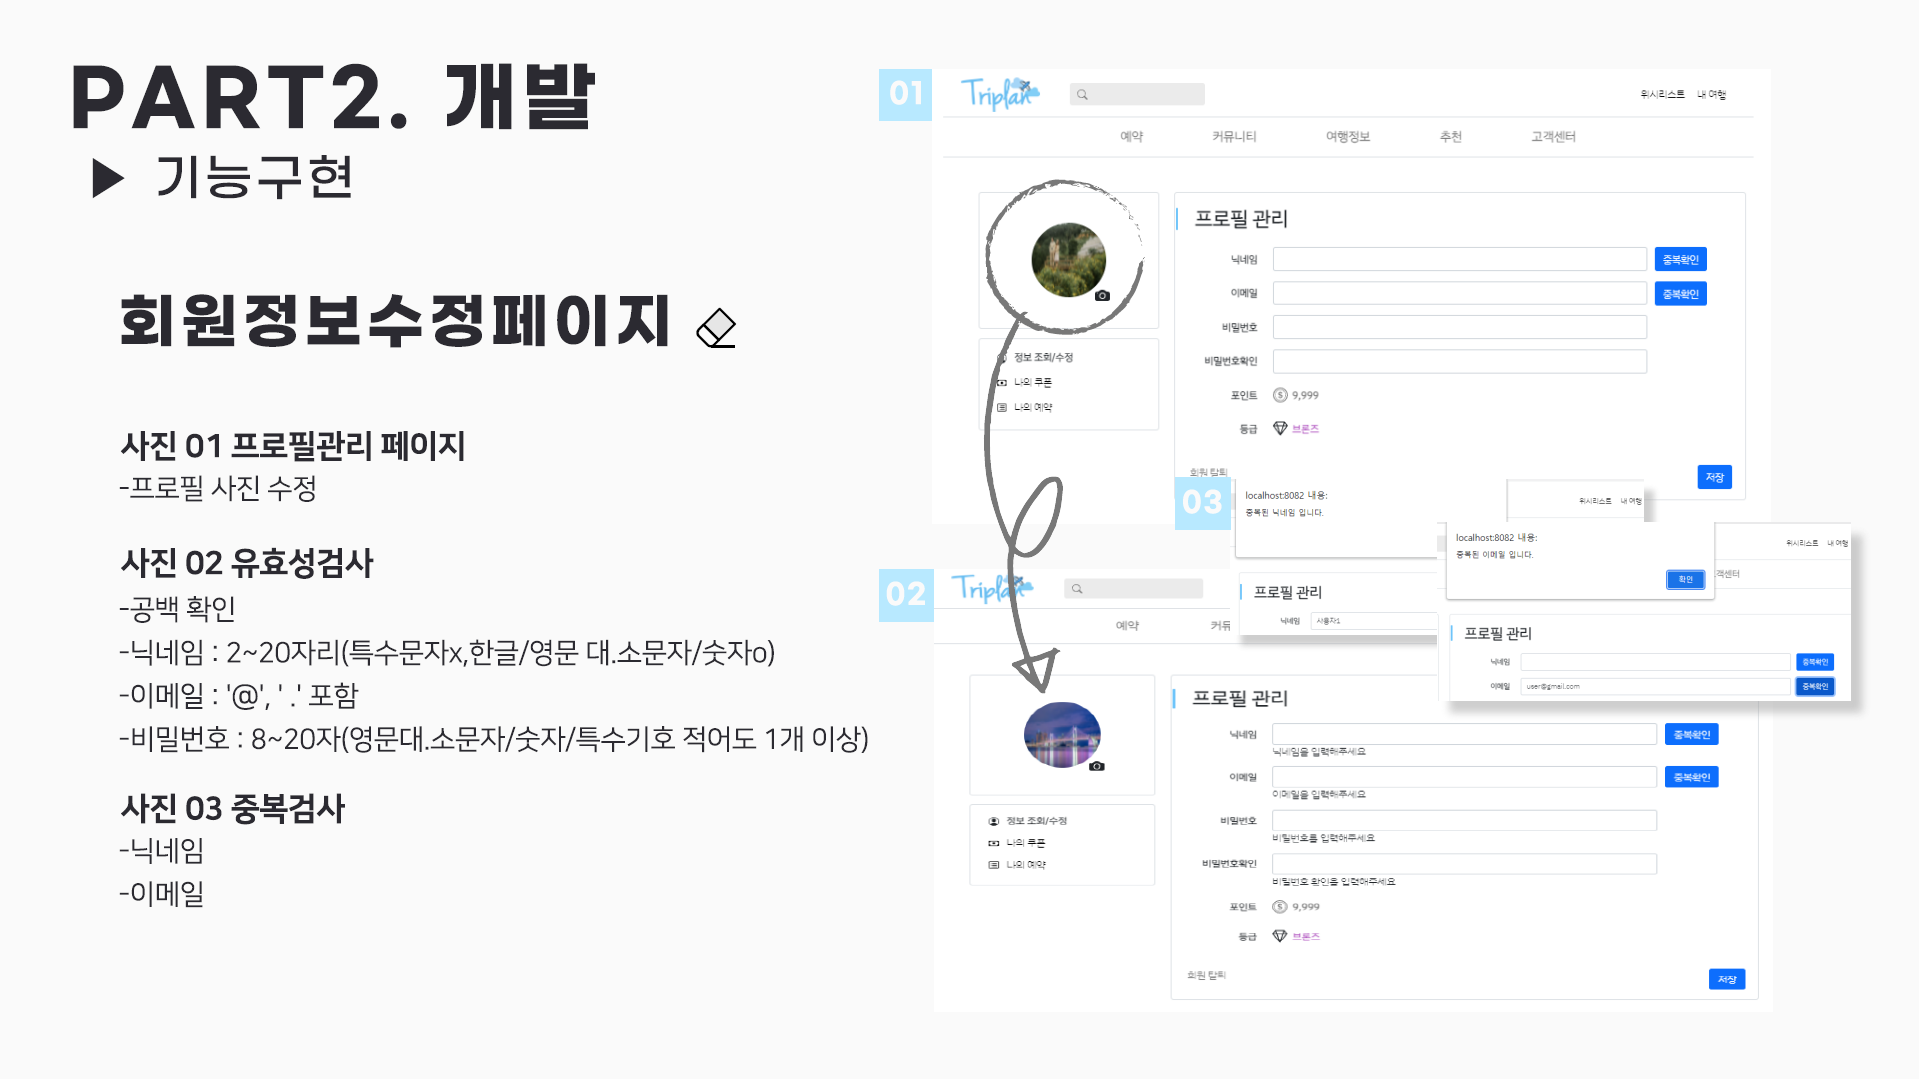 PART2. 개발
▶ 기능구현
회원정보수정페이지
사진 01 프로필관리 페이지
-프로필 사진 수정
사진 02 유효성검사
-공백 확인
-닉네임 : 2~20자리(특수문자x,한글/영문 대.소문자/숫자o)
-이메일 : '@', ' .' 포함
-비밀번호 : 8~20자(영문대.소문자/숫자/특수기호 적어도 1개 이상)
사진 03 중복검사
-닉네임
-이메일
01
Triplan
위시리스트 내 여행
예약 커뮤니티 여행정보 추천 고객센터
프로필 관리
닉네임 중복확인
이메일 중복확인
비밀번호
비밀번호확인
포인트 9,999
등급 브론즈
회원 탈퇴
저장
정보 조회/수정
나의 쿠폰
나의 예약
03
localhost:8082 내용:
중복된 닉네임 입니다.
위시리스트 내 여행
프로필 관리
닉네임 사용자1
localhost:8082 내용:
중복된 이메일 입니다.
확인
위시리스트 내 여행
객센터
프로필 관리
닉네임 중복확인
이메일 user@gmail.com 중복확인
02
Triplan
예약 커뮤
정보 조회/수정
나의 쿠폰
나의 예약
프로필 관리
닉네임 중복확인
닉네임을 입력해주세요
이메일 중복확인
이메일을 입력해주세요
비밀번호
비밀번호를 입력해주세요
비밀번호확인
비밀번호 확인을 입력해주세요
포인트 9,999
등급 브론즈
회원 탈퇴
저장